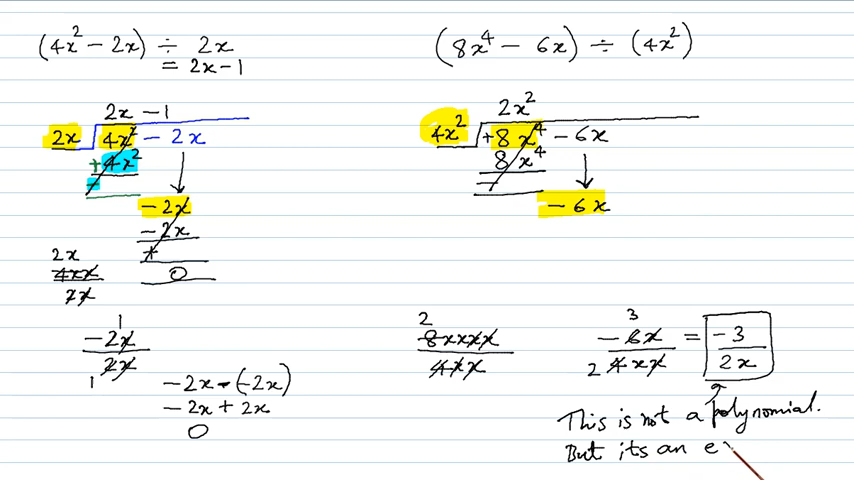 (4x² − 2x) ÷ 2x
= 2x−1
2x −1
2x 4x² − 2x
+4x²
−
−2x
−2x
+
0
2x
4xx
2x
1
−2x
2x
1
−2x −(−2x)
−2x + 2x
0
(8x⁴ − 6x) ÷ (4x²)
2x²
4x² +8x⁴ −6x
8x⁴
−
−6x
2
8xxxx
4xx
3
−6x = −3
2 4xx 2x
This is not a polynomial.
But its an e